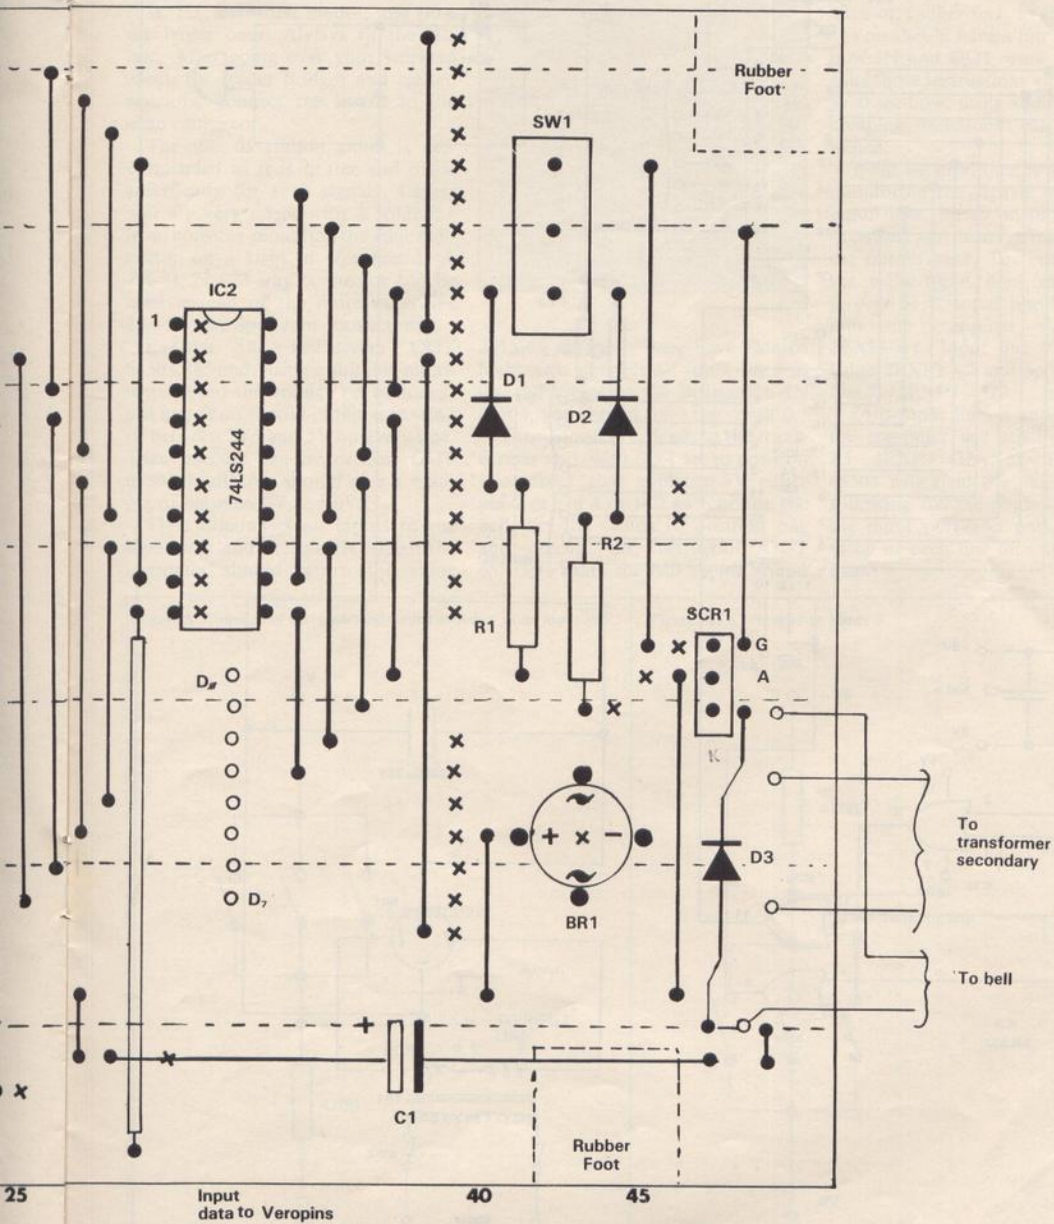 Rubber
Foot
SW1
IC2
1
74LS244
D1
D2
R2
R1
SCR1
G
A
K
D
D7
+
-
D3
BR1
To
transformer
secondary
To bell
+
C1
Rubber
Foot
25
Input
data to Veropins
40
45